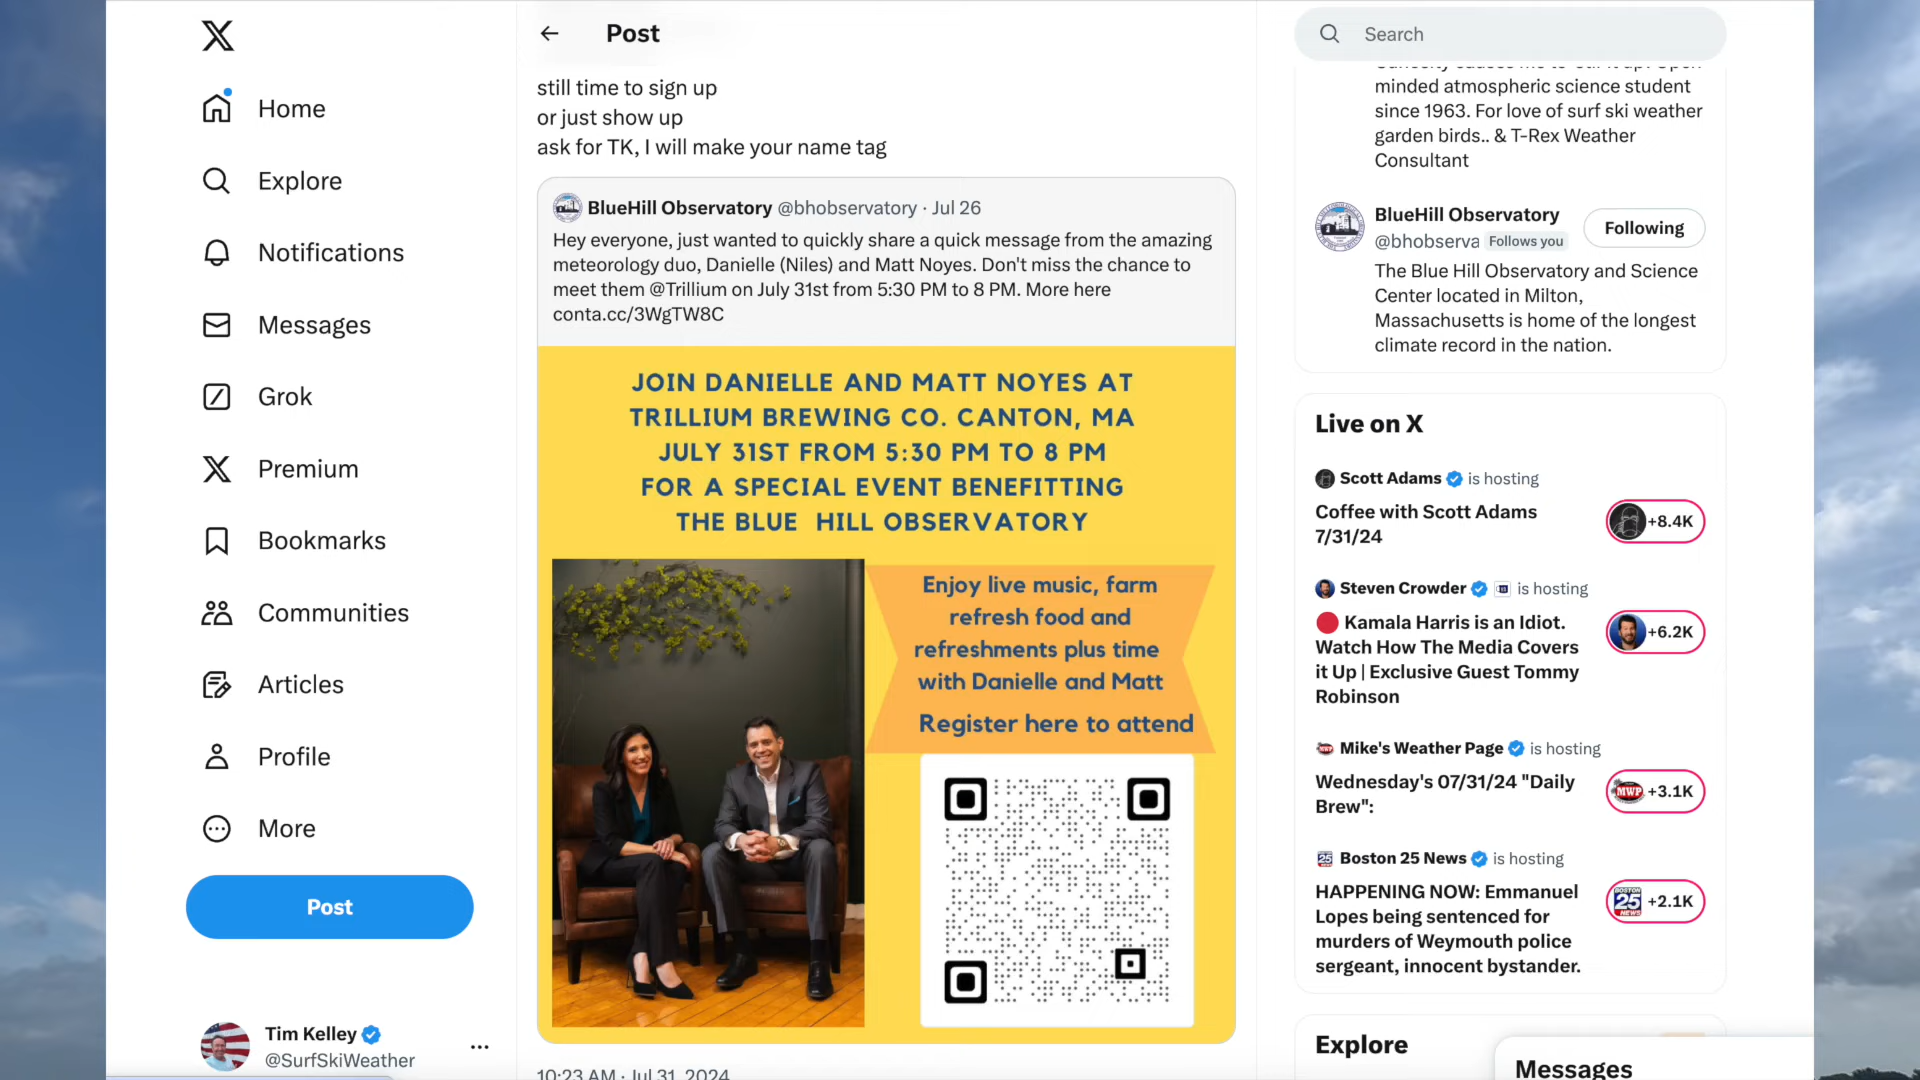 Home
Explore
Notifications
Messages
Grok
Premium
Bookmarks
Communities
Articles
Profile
More
Post
Tim Kelley
@SurfSkiWeather
Post
still time to sign up
or just show up
ask for TK, I will make your name tag
BlueHill Observatory @bhobservatory · Jul 26
Hey everyone, just wanted to quickly share a quick message from the amazing
meteorology duo, Danielle (Niles) and Matt Noyes. Don't miss the chance to
meet them @Trillium on July 31st from 5:30 PM to 8 PM. More here
conta.cc/3WgTW8C
JOIN DANIELLE AND MATT NOYES AT
TRILLIUM BREWING CO. CANTON, MA
JULY 31ST FROM 5:30 PM TO 8 PM
FOR A SPECIAL EVENT BENEFITTING
THE BLUE HILL OBSERVATORY
Enjoy live music, farm
refresh food and
refreshments plus time
with Danielle and Matt
Register here to attend
10:23 AM · Jul 31, 2024
Search
minded atmospheric science student
since 1963. For love of surf ski weather
garden birds.. & T-Rex Weather
Consultant
BlueHill Observatory
@bhobserva Follows you
Following
The Blue Hill Observatory and Science
Center located in Milton,
Massachusetts is home of the longest
climate record in the nation.
Live on X
Scott Adams is hosting
Coffee with Scott Adams
7/31/24
+8.4K
Steven Crowder is hosting
Kamala Harris is an Idiot.
Watch How The Media Covers
it Up | Exclusive Guest Tommy
Robinson
+6.2K
Mike's Weather Page is hosting
Wednesday's 07/31/24 "Daily
Brew":
MWP +3.1K
Boston 25 News is hosting
HAPPENING NOW: Emmanuel
Lopes being sentenced for
murders of Weymouth police
sergeant, innocent bystander.
BOSTON 25 NEWS +2.1K
Explore
Messages